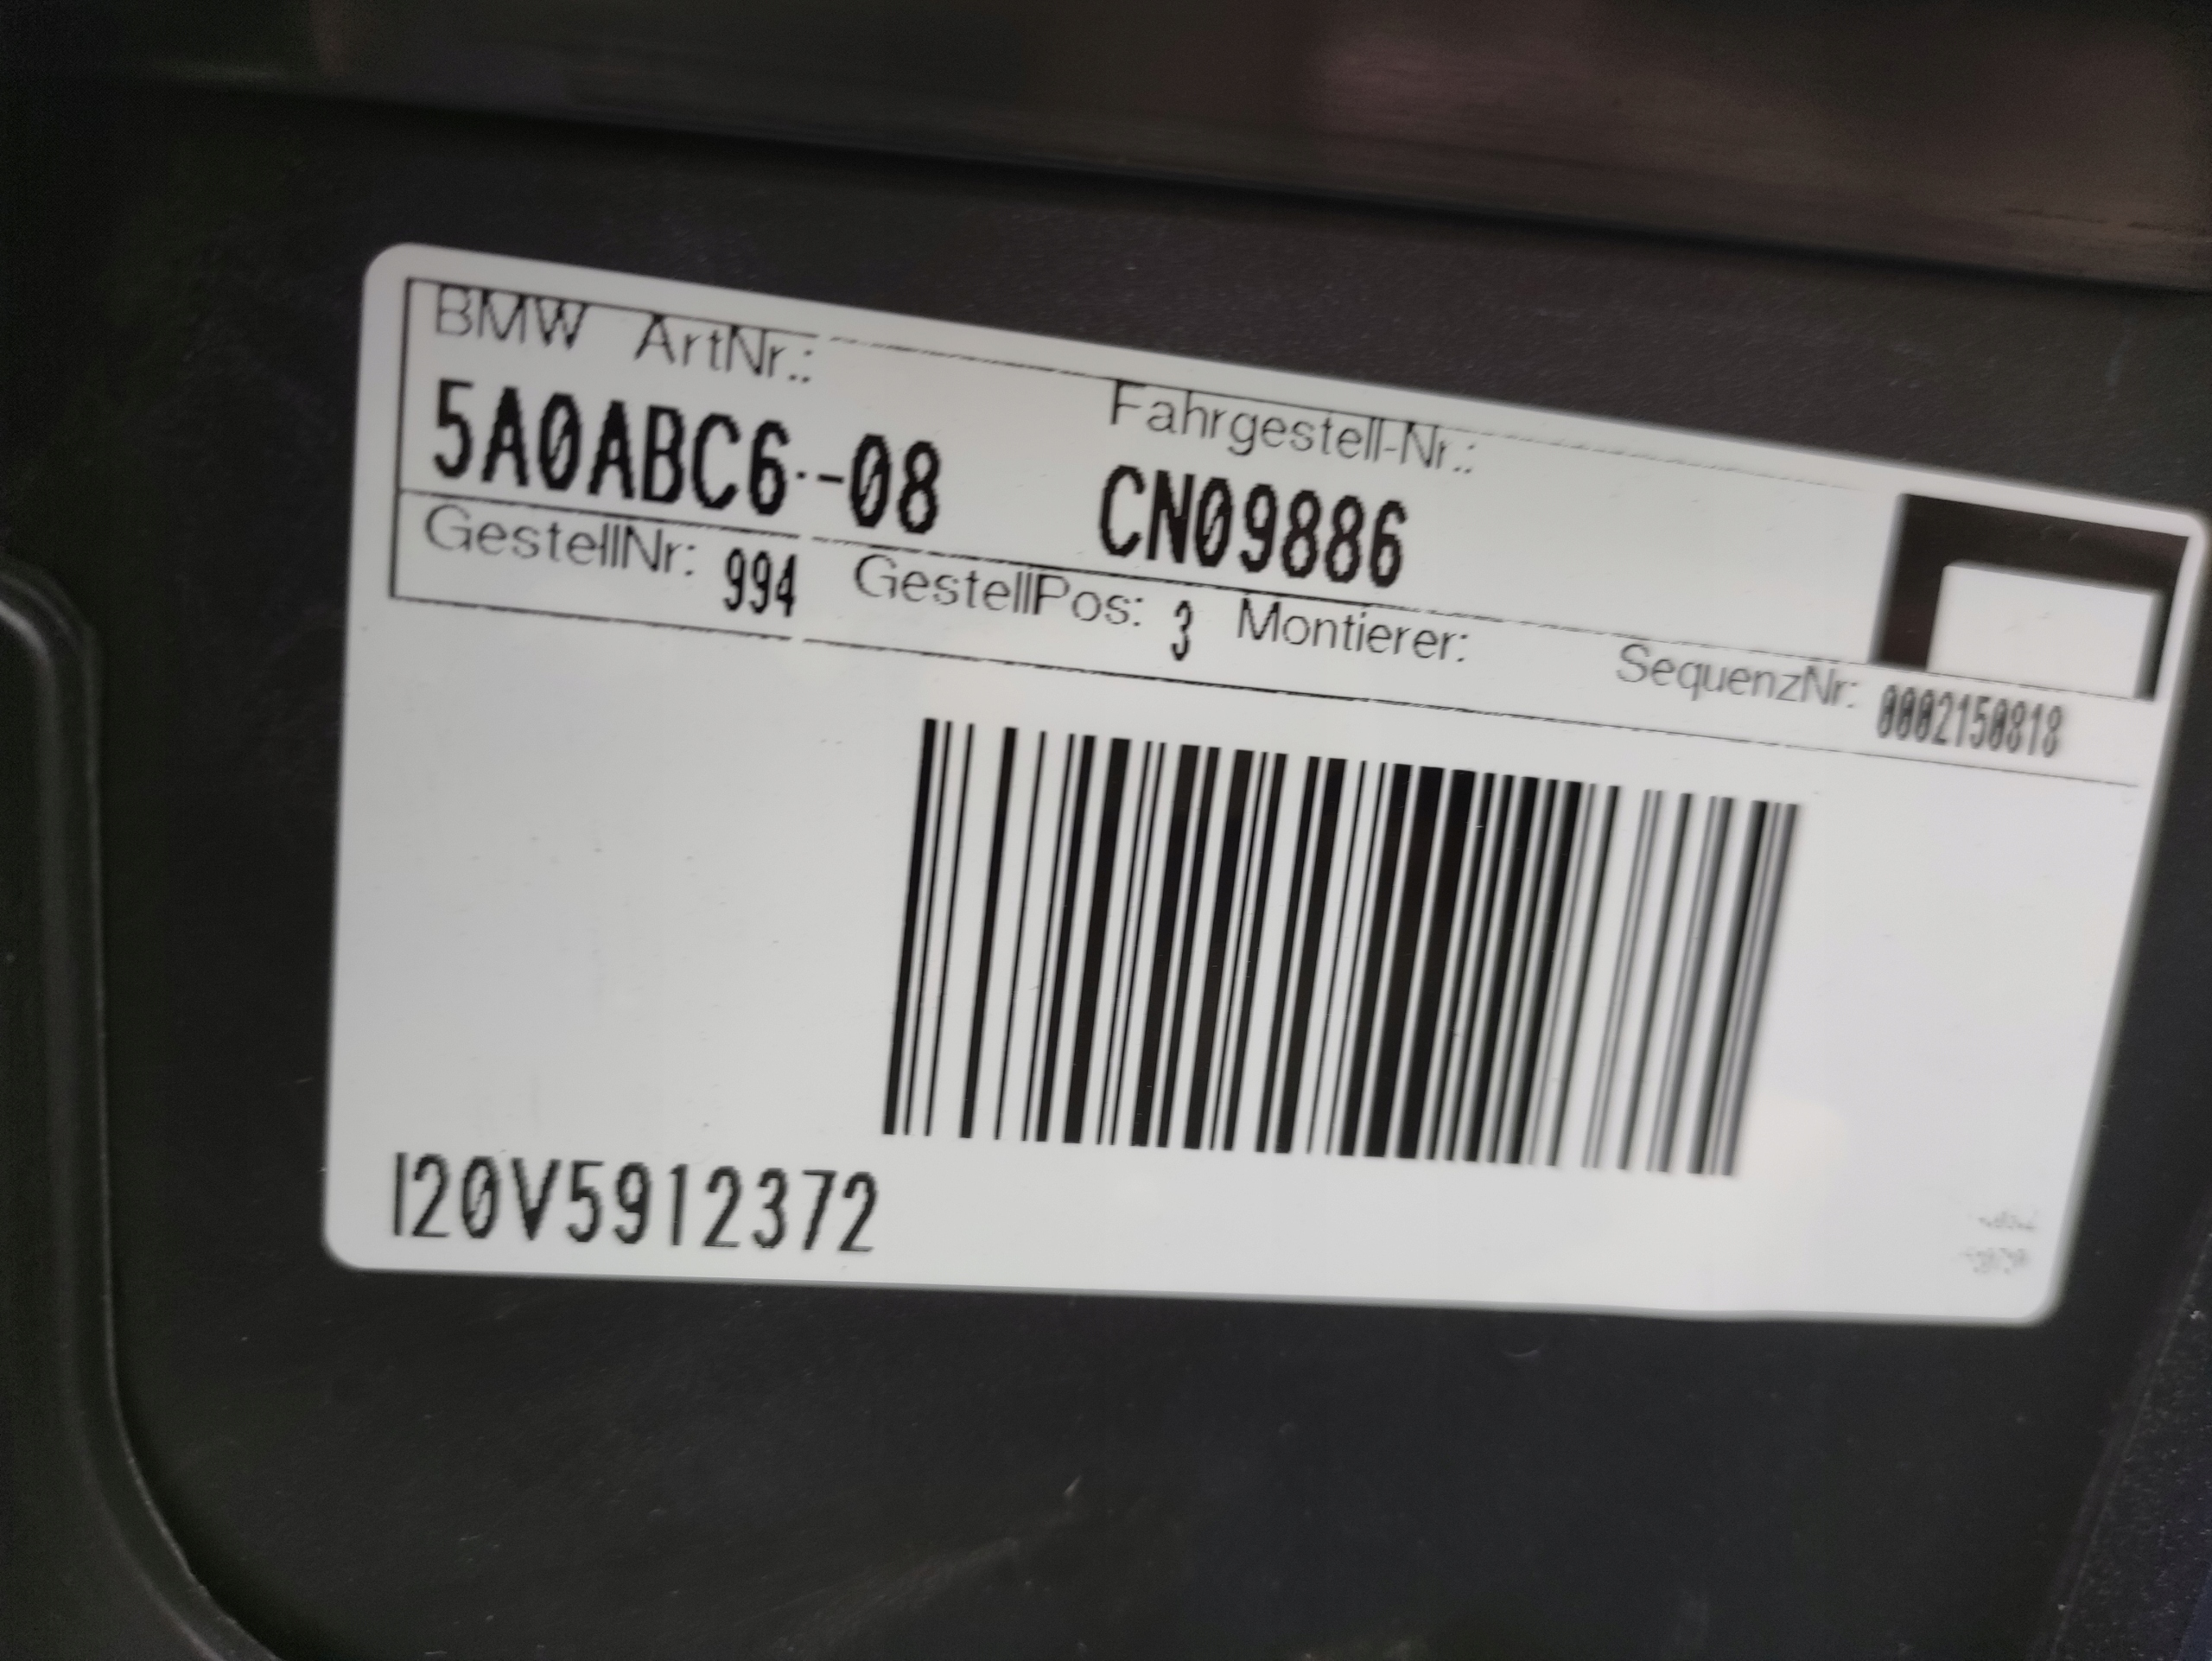 BMW ArtNr.: Fahrgestell-Nr.:
5A0ABC6--08 CN09886
GestellNr: 994 GestellPos: 3 Montierer: SequenzNr: 0002150818
I20V5912372